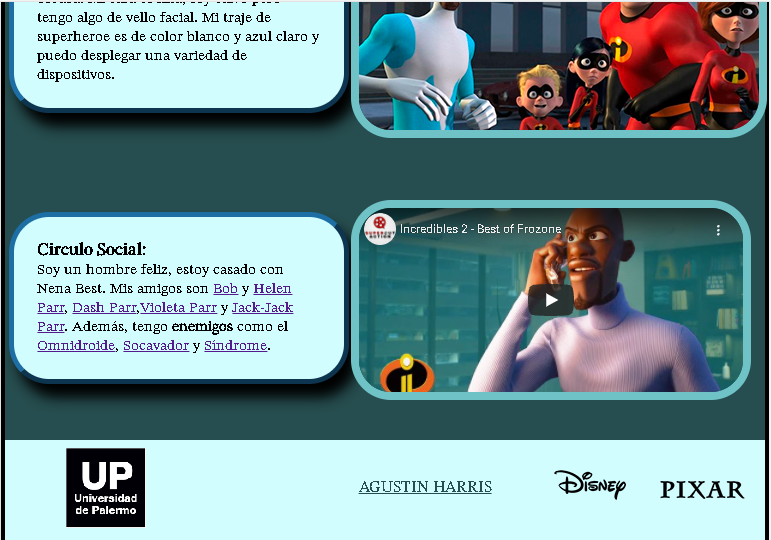 tengo algo de vello facial. Mi traje de
superheroe es de color blanco y azul claro y
puedo desplegar una variedad de
dispositivos.
Circulo Social:
Soy un hombre feliz, estoy casado con
Nena Best. Mis amigos son Bob y Helen
Parr, Dash Parr,Violeta Parr y Jack-Jack
Parr. Además, tengo enemigos como el
Omnidroide, Socavador y Síndrome.
Incredibles 2 - Best of Frozone
UP
Universidad
de Palermo
AGUSTIN HARRIS
Disney
PIXAR